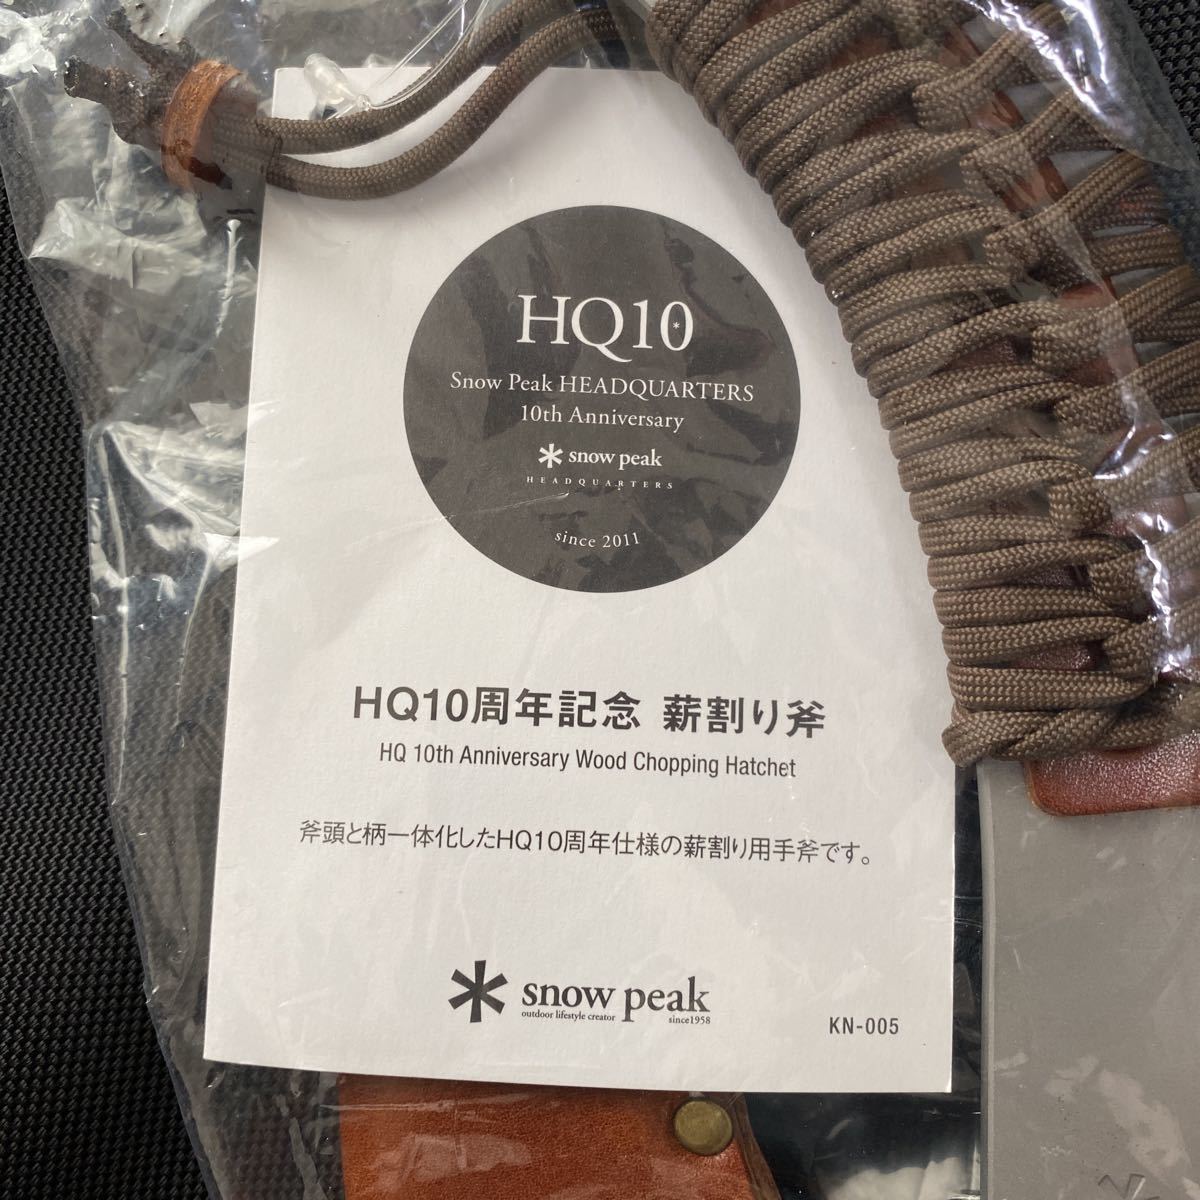 HQ10
Snow Peak HEADQUARTERS
10th Anniversary
snow peak
HEADQUARTERS
since 2011
HQ10周年記念 薪割り斧
HQ 10th Anniversary Wood Chopping Hatchet
斧頭と柄一体化したHQ10周年仕様の薪割り用手斧です。
snow peak
outdoor lifestyle creator
since1958
KN-005